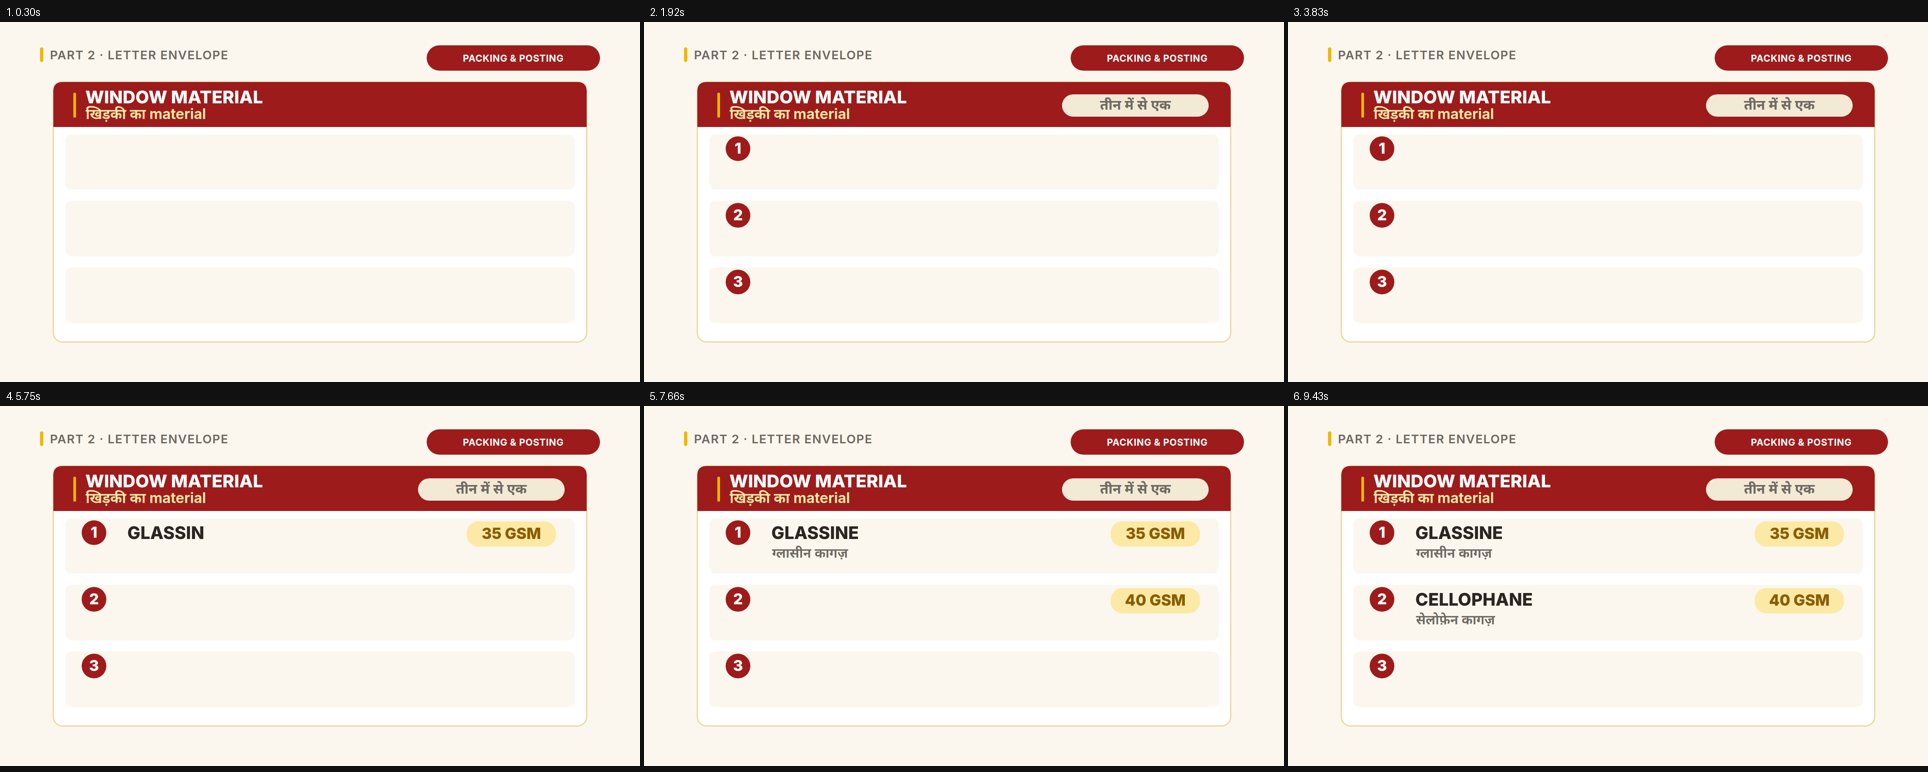 1. 0.30s
PART 2 · LETTER ENVELOPE
PACKING & POSTING
WINDOW MATERIAL
खिड़की का material
2. 1.92s
PART 2 · LETTER ENVELOPE
PACKING & POSTING
WINDOW MATERIAL
खिड़की का material
तीन में से एक
1
2
3
3. 3.83s
PART 2 · LETTER ENVELOPE
PACKING & POSTING
WINDOW MATERIAL
खिड़की का material
तीन में से एक
1
2
3
4. 5.75s
PART 2 · LETTER ENVELOPE
PACKING & POSTING
WINDOW MATERIAL
खिड़की का material
तीन में से एक
1 GLASSIN 35 GSM
2
3
5. 7.66s
PART 2 · LETTER ENVELOPE
PACKING & POSTING
WINDOW MATERIAL
खिड़की का material
तीन में से एक
1 GLASSINE 35 GSM
ग्लासीन कागज़
2 40 GSM
3
6. 9.43s
PART 2 · LETTER ENVELOPE
PACKING & POSTING
WINDOW MATERIAL
खिड़की का material
तीन में से एक
1 GLASSINE 35 GSM
ग्लासीन कागज़
2 CELLOPHANE 40 GSM
सेलोफ़ेन कागज़
3